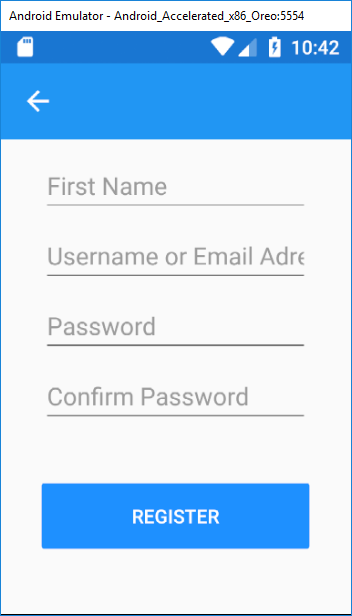 Android Emulator - Android_Accelerated_x86_Oreo:5554
10:42
First Name
Username or Email Adre
Password
Confirm Password
REGISTER